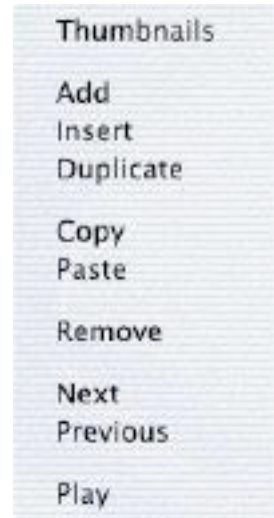 Thumbnails
Add
Insert
Duplicate
Copy
Paste
Remove
Next
Previous
Play